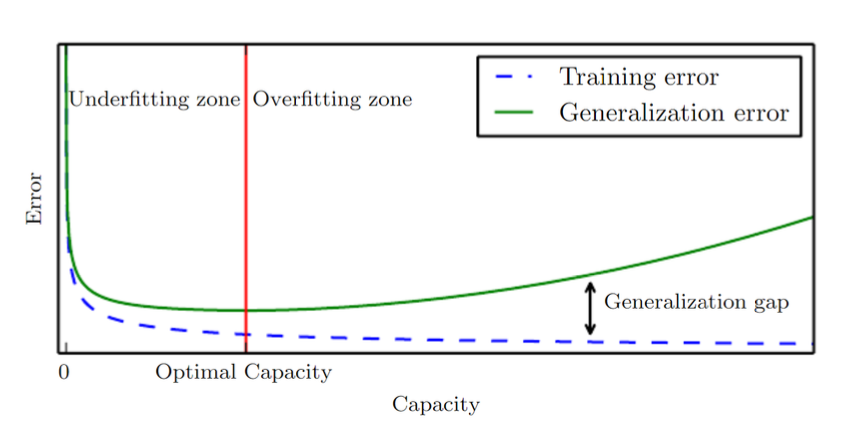 Training error
Generalization error
Underfitting zone
Overfitting zone
Error
Generalization gap
0
Optimal Capacity
Capacity